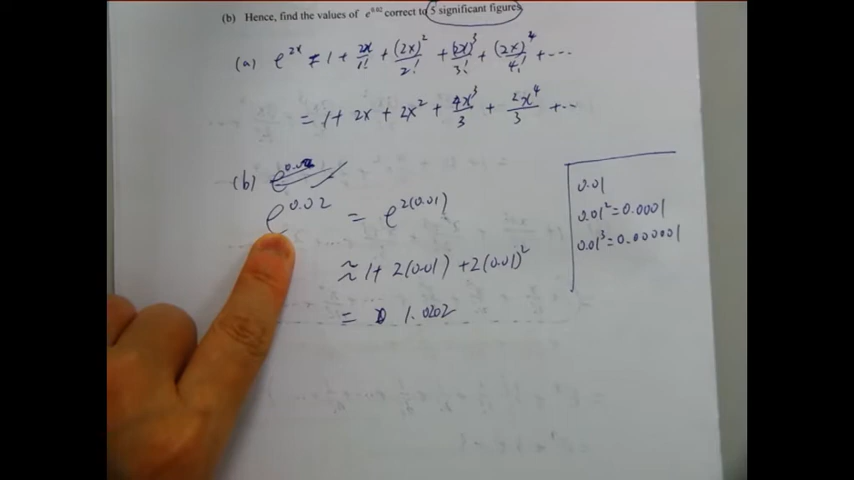 (b) Hence, find the values of e^0.02 correct to 5 significant figures
(a) e^2x = 1 + 2x/1! + (2x)^2/2! + (2x)^3/3! + (2x)^4/4! + ...
= 1 + 2x + 2x^2 + 4x^3/3 + 2x^4/3 + ...
(b)
e^0.02 = e^2(0.01)
≈ 1 + 2(0.01) + 2(0.01)^2
= 1.0202
0.01
0.01^2 = 0.0001
0.01^3 = 0.000001